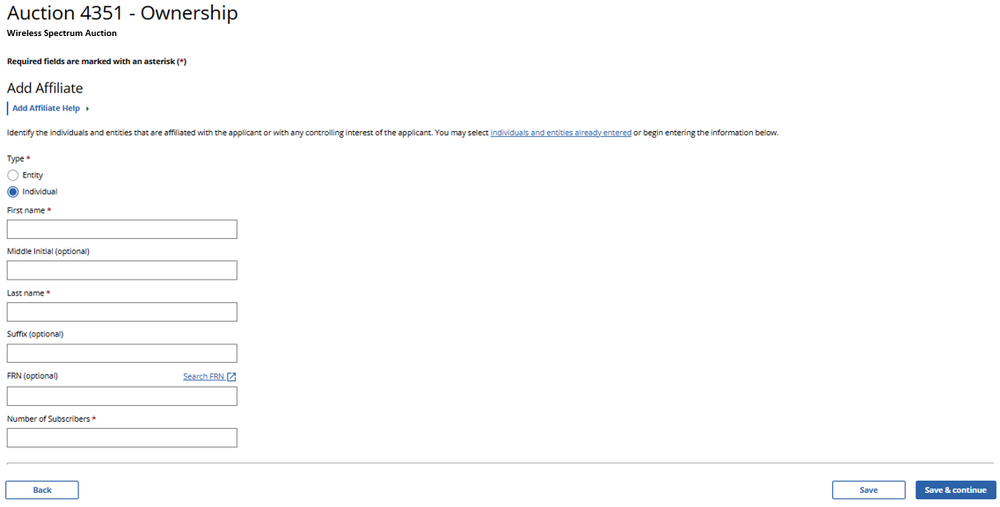 Auction 4351 - Ownership
Wireless Spectrum Auction
Required fields are marked with an asterisk (*)
Add Affiliate
Add Affiliate Help
Identify the individuals and entities that are affiliated with the applicant or with any controlling interest of the applicant. You may select individuals and entities already entered or begin entering the information below.
Type *
Entity
Individual
First name *
Middle Initial (optional)
Last name *
Suffix (optional)
FRN (optional) Search FRN
Number of Subscribers *
Back Save Save & continue